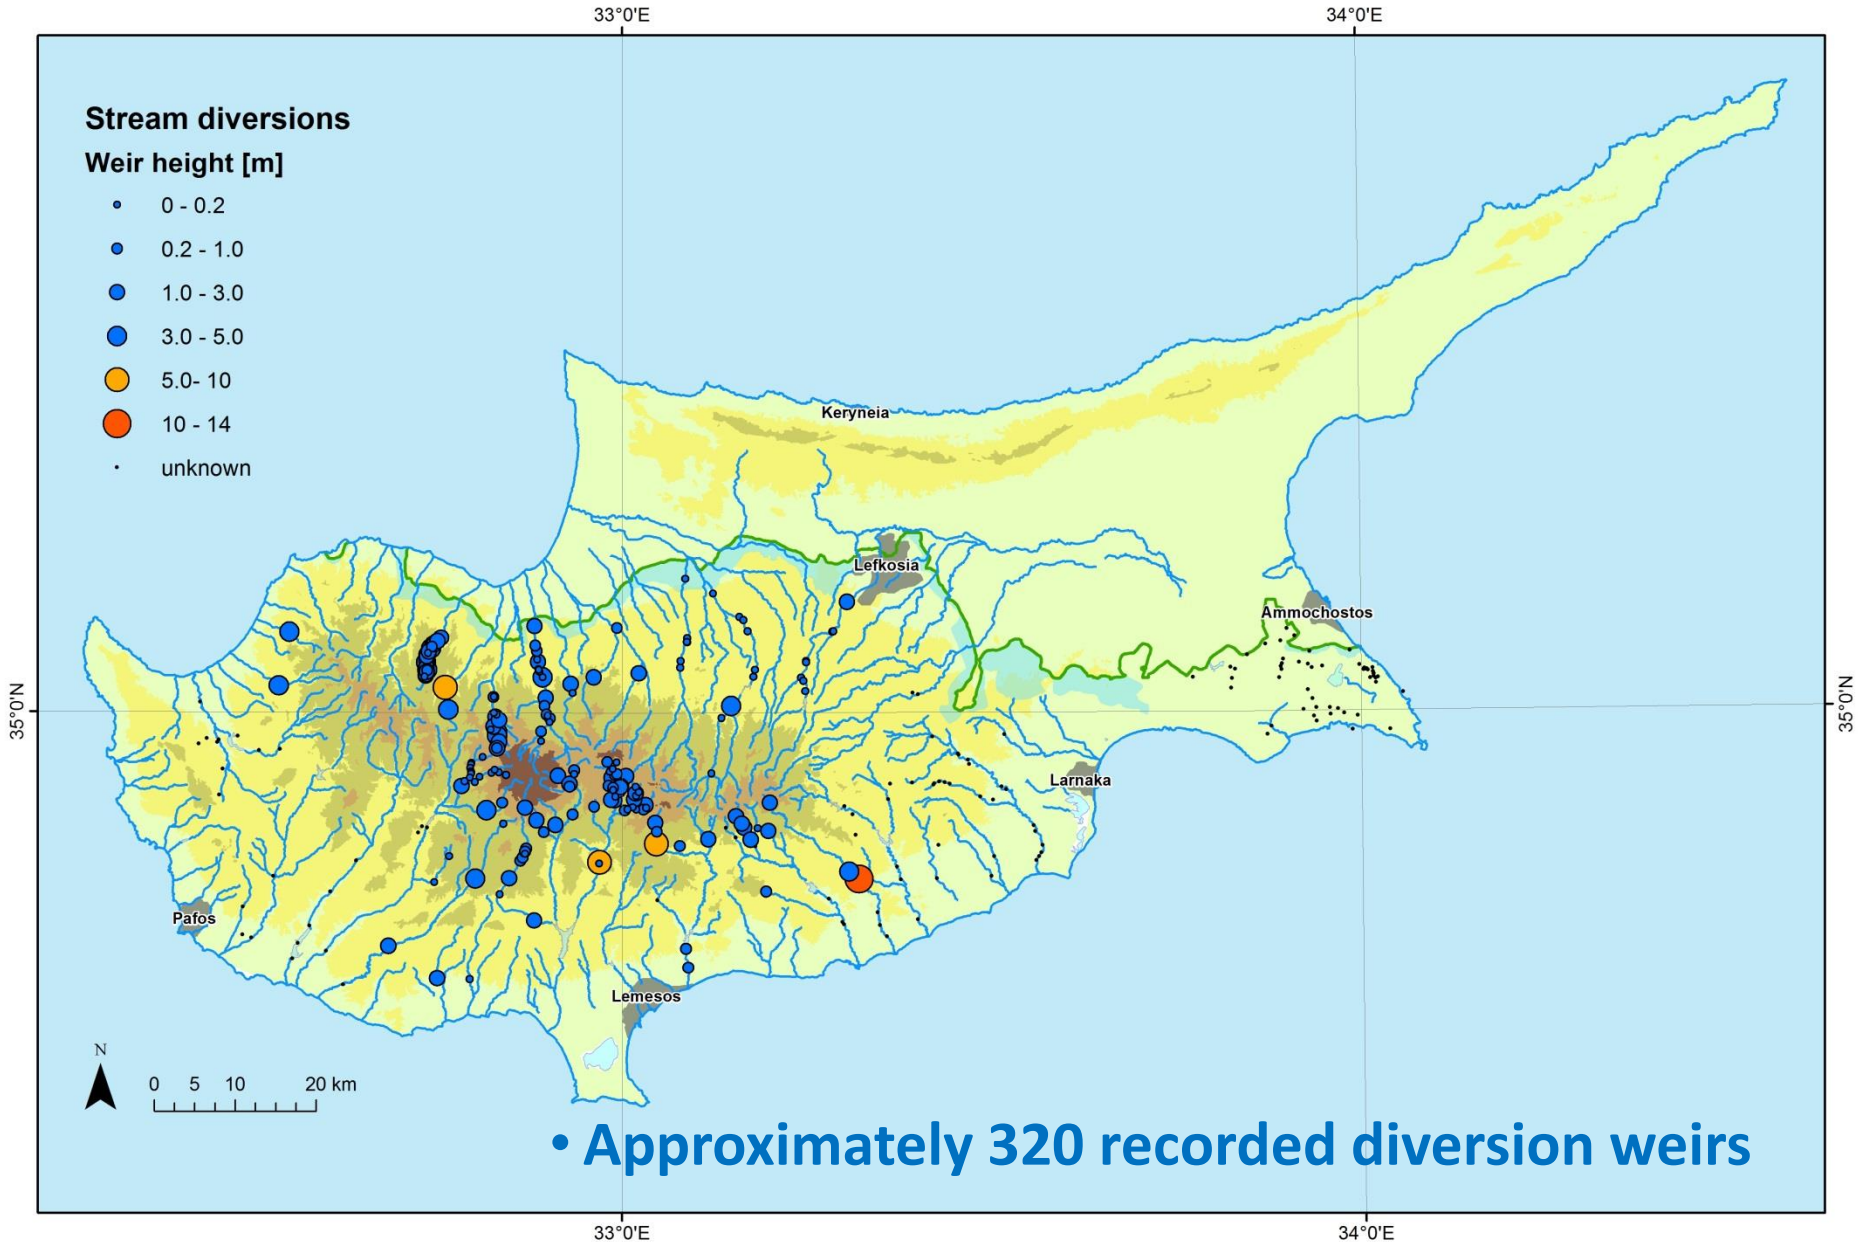 33°0'E 34°0'E
Stream diversions
Weir height [m]
0 - 0.2
0.2 - 1.0
1.0 - 3.0
3.0 - 5.0
5.0- 10
10 - 14
unknown
Keryneia
Lefkosia
Ammochostos
35°0'N
35°0'N
Larnaka
Pafos
Lemesos
N
0 5 10 20 km
• Approximately 320 recorded diversion weirs
33°0'E 34°0'E